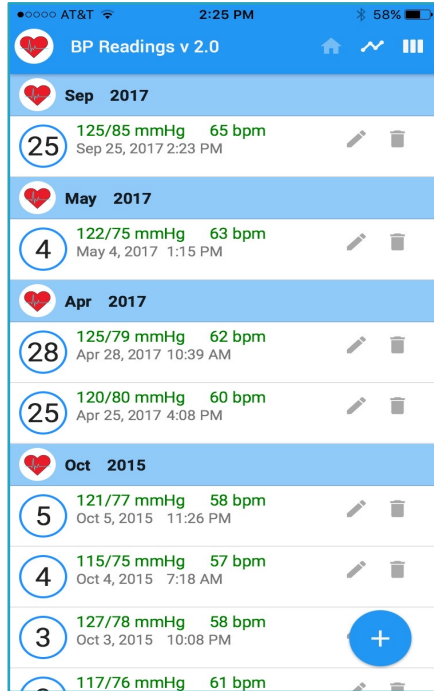 AT&T 2:25 PM 58%
BP Readings v 2.0
Sep 2017
25 125/85 mmHg 65 bpm
Sep 25, 2017 2:23 PM
May 2017
4 122/75 mmHg 63 bpm
May 4, 2017 1:15 PM
Apr 2017
28 125/79 mmHg 62 bpm
Apr 28, 2017 10:39 AM
25 120/80 mmHg 60 bpm
Apr 25, 2017 4:08 PM
Oct 2015
5 121/77 mmHg 58 bpm
Oct 5, 2015 11:26 PM
4 115/75 mmHg 57 bpm
Oct 4, 2015 7:18 AM
3 127/78 mmHg 58 bpm
Oct 3, 2015 10:08 PM
117/76 mmHg 61 bpm